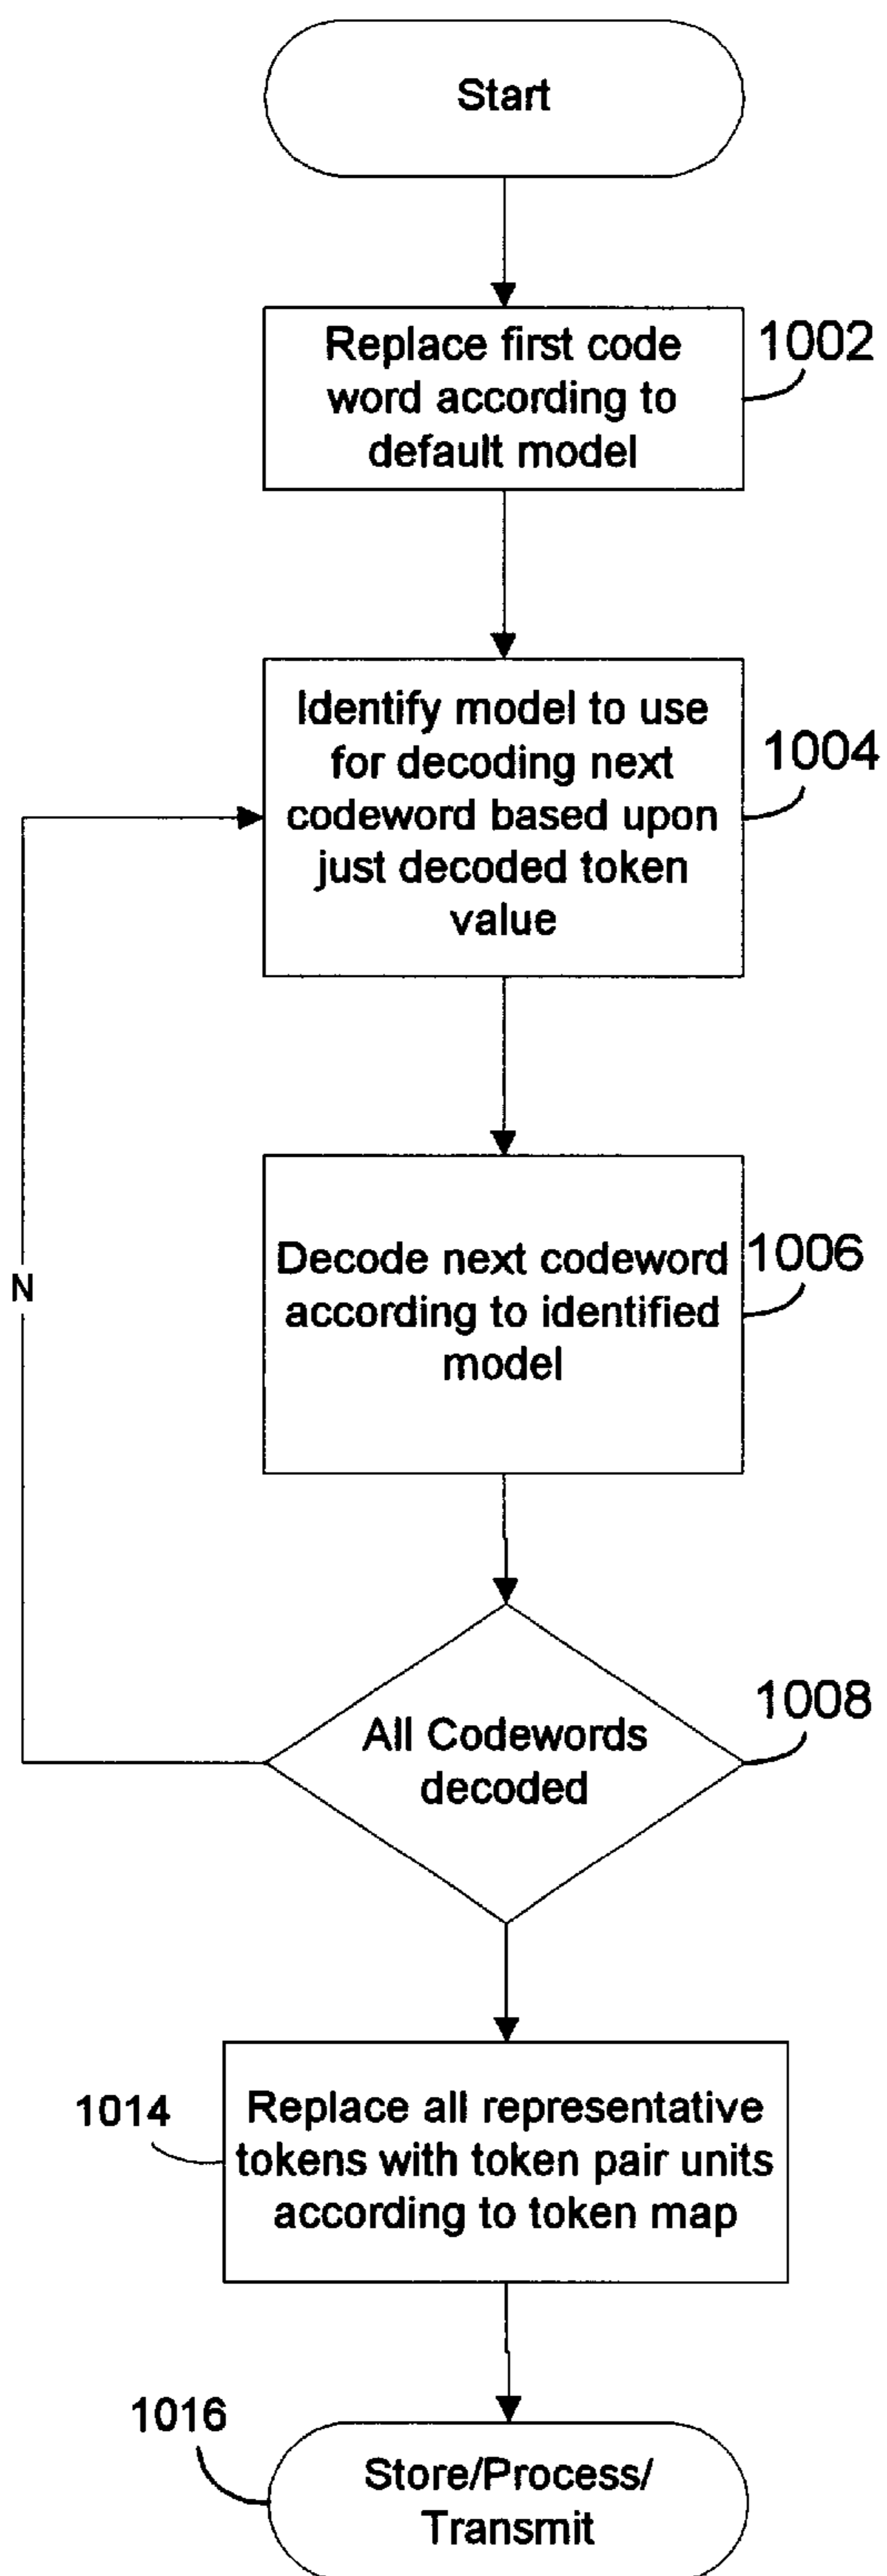 Start
Replace first code
word according to
default model
1002
Identify model to use
for decoding next
codeword based upon
just decoded token
value
1004
Decode next codeword
according to identified
model
1006
N
All Codewords
decoded
1008
1014
Replace all representative
tokens with token pair units
according to token map
1016
Store/Process/
Transmit